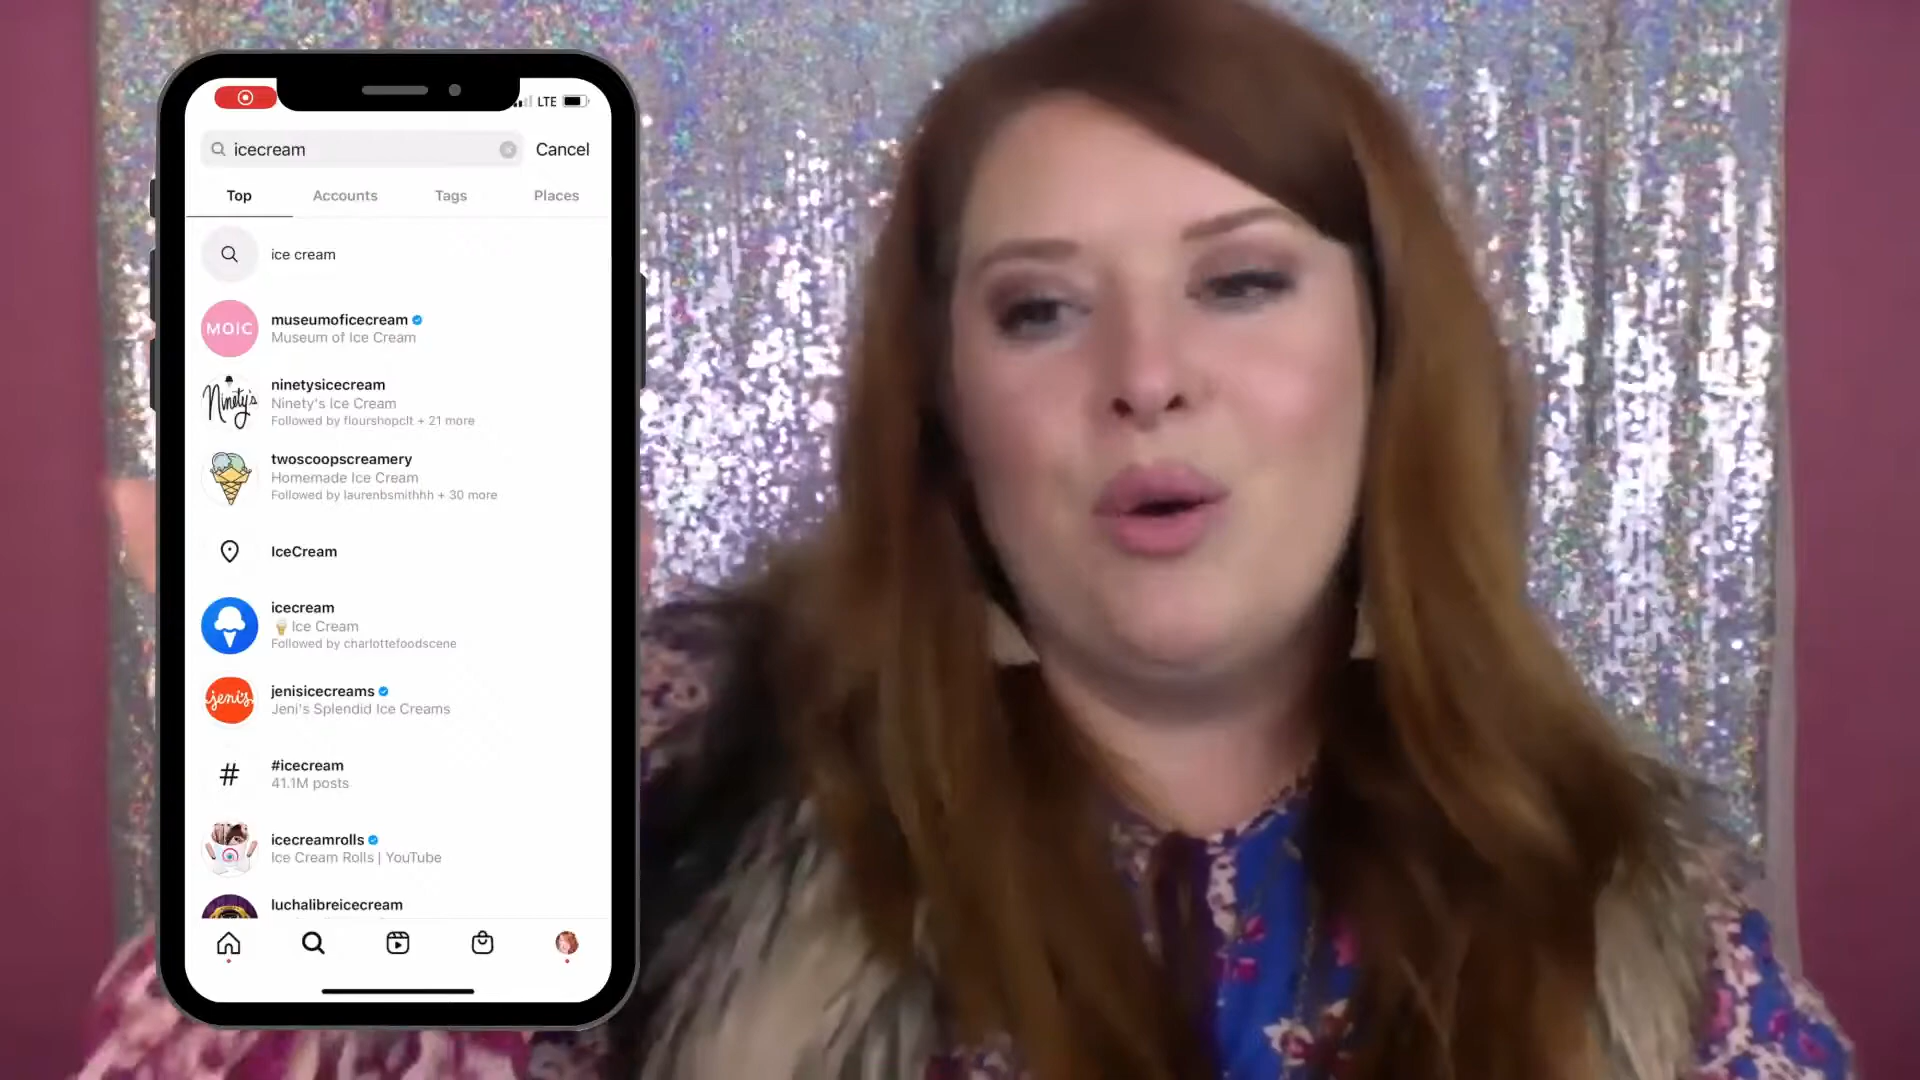 LTE
icecream
Cancel
Top
Accounts
Tags
Places
ice cream
MOIC
museumoficecream
Museum of Ice Cream
Ninety's
ninetysicecream
Ninety's Ice Cream
Followed by flourshopclt + 21 more
twoscoopscreamery
Homemade Ice Cream
Followed by laurenbsmithhh + 30 more
IceCream
icecream
🍦Ice Cream
Followed by charlottefoodscene
jeni's
jenisicecreams
Jeni's Splendid Ice Creams
#
#icecream
41.1M posts
icecreamrolls
Ice Cream Rolls | YouTube
luchalibreicecream